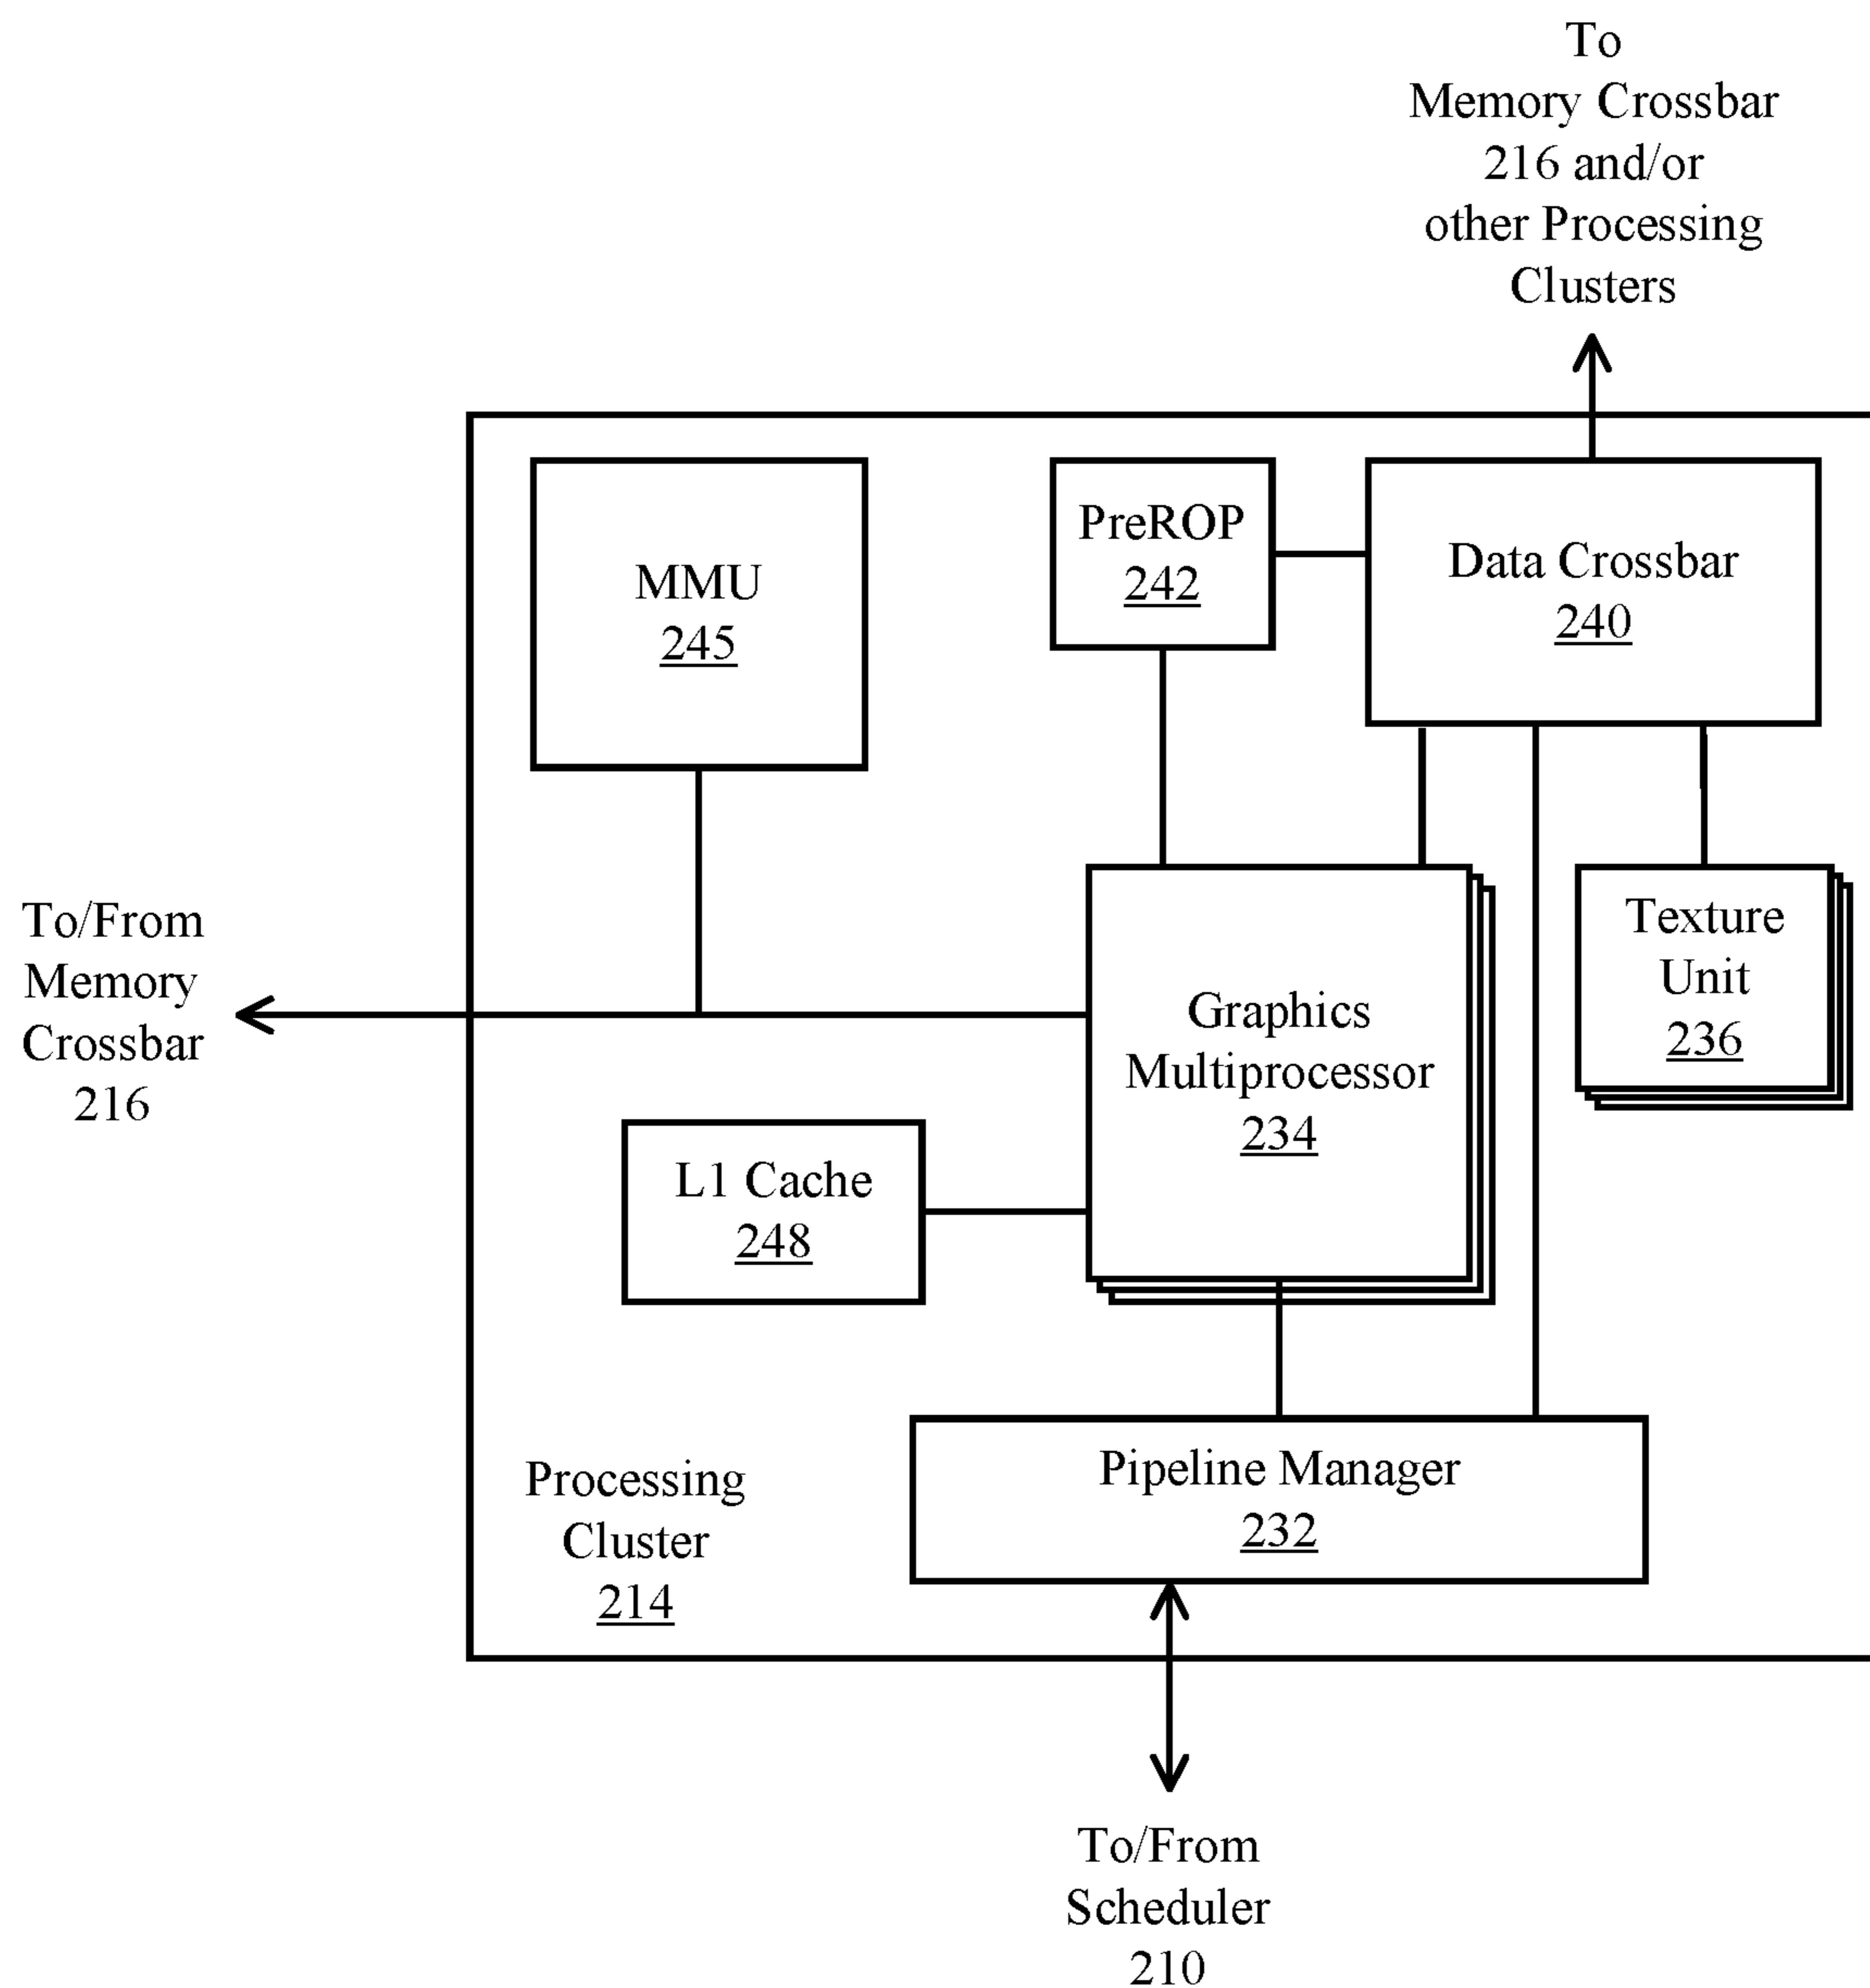 To
Memory Crossbar
216 and/or
other Processing
Clusters
MMU
245
PreROP
242
Data Crossbar
240
To/From
Memory
Crossbar
216
Graphics
Multiprocessor
234
Texture
Unit
236
L1 Cache
248
Processing
Cluster
214
Pipeline Manager
232
To/From
Scheduler
210